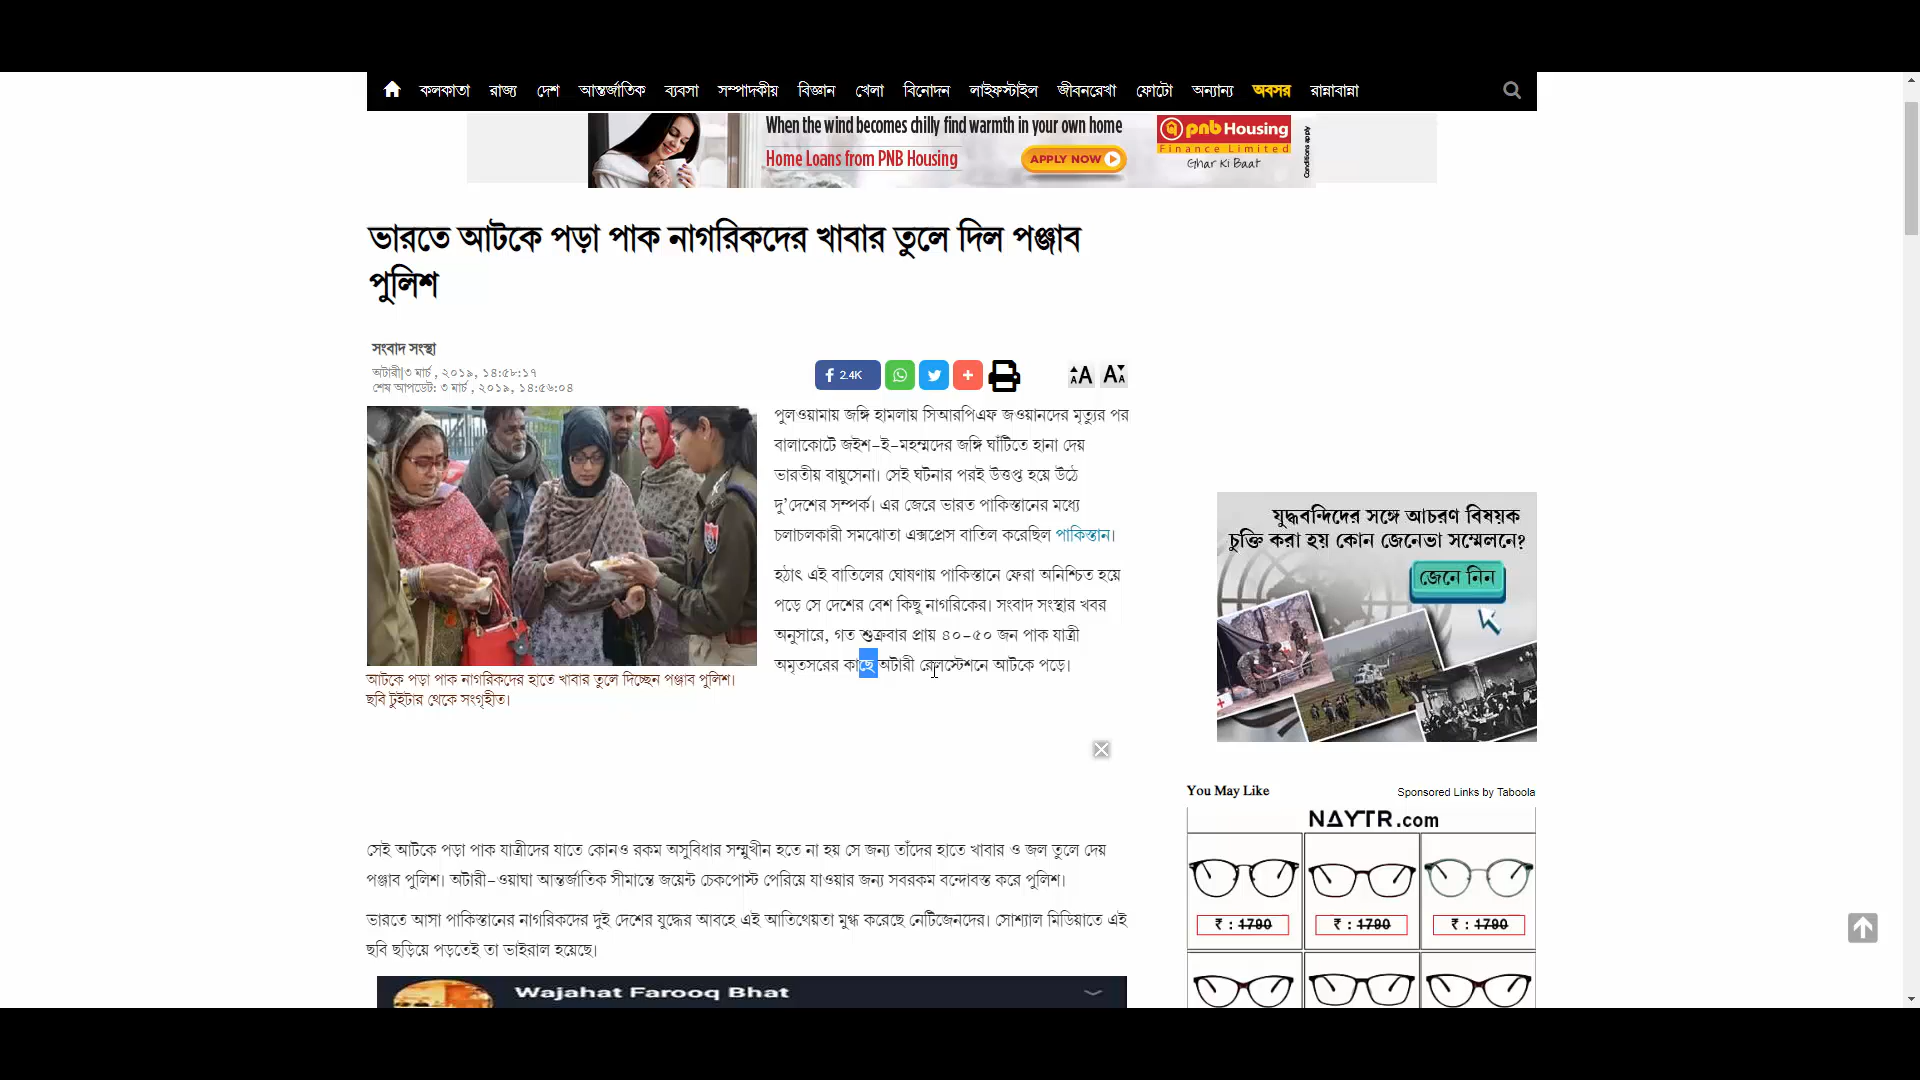 কলকাতা রাজ্য দেশ আন্তর্জাতিক ব্যবসা সম্পাদকীয় বিজ্ঞান খেলা বিনোদন লাইফস্টাইল জীবনরেখা ফোটো অন্যান্য অবসর রান্নাবান্না
When the wind becomes chilly find warmth in your own home
Home Loans from PNB Housing
APPLY NOW
pnb Housing
Finance Limited
Ghar Ki Baat
Conditions apply
ভারতে আটকে পড়া পাক নাগরিকদের খাবার তুলে দিল পঞ্জাব
পুলিশ
সংবাদ সংস্থা
অটারী|৩ মার্চ , ২০১৯, ১৪:৫৮:১৭
শেষ আপডেট: ৩ মার্চ , ২০১৯, ১৪:৫৬:০৪
2.4K
পুলওয়ামায় জঙ্গি হামলায় সিআরপিএফ জওয়ানদের মৃত্যুর পর
বালাকোটে জইশ-ই-মহম্মদের জঙ্গি ঘাঁটিতে হানা দেয়
ভারতীয় বায়ুসেনা। সেই ঘটনার পরই উত্তপ্ত হয়ে উঠে
দু’দেশের সম্পর্ক। এর জেরে ভারত পাকিস্তানের মধ্যে
চলাচলকারী সমঝোতা এক্সপ্রেস বাতিল করেছিল পাকিস্তান।
হঠাৎ এই বাতিলের ঘোষণায় পাকিস্তানে ফেরা অনিশ্চিত হয়ে
পড়ে সে দেশের বেশ কিছু নাগরিকের। সংবাদ সংস্থার খবর
অনুসারে, গত শুক্রবার প্রায় ৪০-৫০ জন পাক যাত্রী
অমৃতসরের কাছে অটারী রেলস্টেশনে আটকে পড়ে।
আটকে পড়া পাক নাগরিকদের হাতে খাবার তুলে দিচ্ছেন পঞ্জাব পুলিশ।
ছবি টুইটার থেকে সংগৃহীত।
যুদ্ধবন্দিদের সঙ্গে আচরণ বিষয়ক
চুক্তি করা হয় কোন জেনেভা সম্মেলনে?
জেনে নিন
সেই আটকে পড়া পাক যাত্রীদের যাতে কোনও রকম অসুবিধার সম্মুখীন হতে না হয় সে জন্য তাঁদের হাতে খাবার ও জল তুলে দেয়
পঞ্জাব পুলিশ। অটারী-ওয়াঘা আন্তর্জাতিক সীমান্তে জয়েন্ট চেকপোস্ট পেরিয়ে যাওয়ার জন্য সবরকম বন্দোবস্ত করে পুলিশ।
ভারতে আসা পাকিস্তানের নাগরিকদের দুই দেশের যুদ্ধের আবহে এই আতিথেয়তা মুগ্ধ করেছে নেটিজেনদের। সোশ্যাল মিডিয়াতে এই
ছবি ছড়িয়ে পড়তেই তা ভাইরাল হয়েছে।
Wajahat Farooq Bhat
You May Like
Sponsored Links by Taboola
NAYTR.com
₹ : 1790
₹ : 1790
₹ : 1790